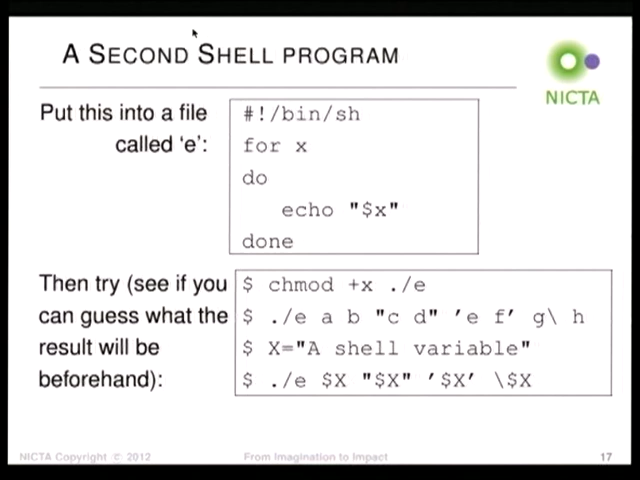 A SECOND SHELL PROGRAM
NICTA
Put this into a file
called ‘e’:
#!/bin/sh
for x
do
echo "$x"
done
Then try (see if you
can guess what the
result will be
beforehand):
$ chmod +x ./e
$ ./e a b "c d" 'e f' g\ h
$ X="A shell variable"
$ ./e $X "$X" '$X' \$X
NICTA Copyright © 2012
From Imagination to Impact
17